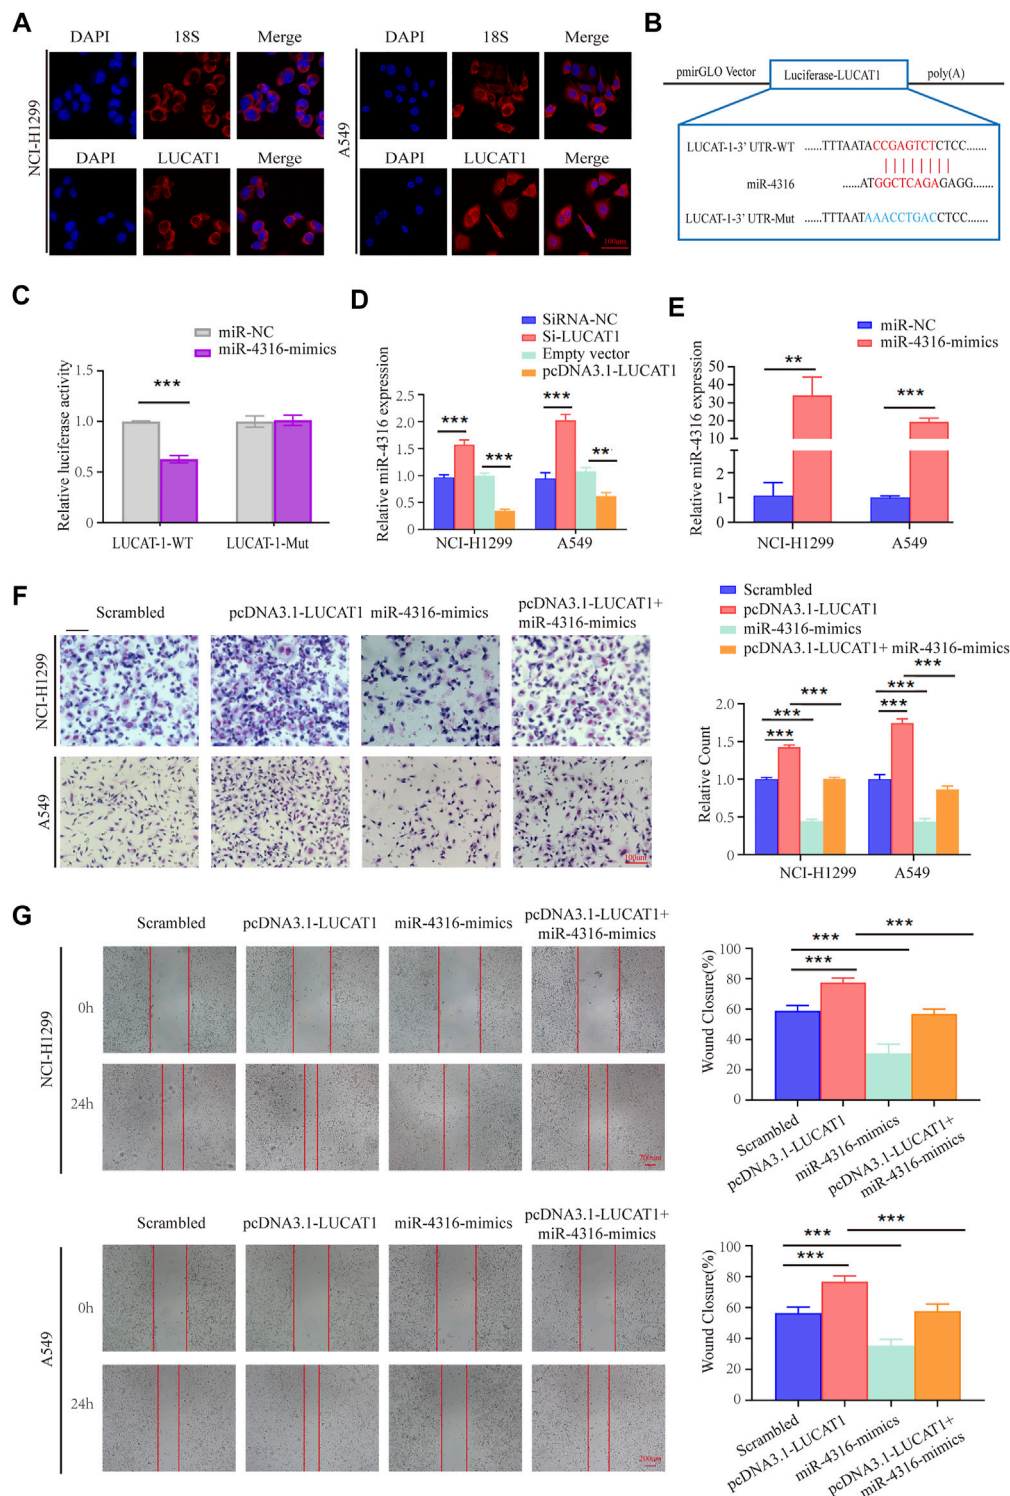 A
DAPI 18S Merge
DAPI 18S Merge
NCI-H1299
A549
DAPI LUCAT1 Merge
DAPI LUCAT1 Merge
100um
B
pmirGLO Vector Luciferase-LUCAT1 poly(A)
LUCAT-1-3' UTR-WT ......TTTAATACCGAGTCTCTCC.......
miR-4316 ......ATGGCTCAGAGAGG.......
LUCAT-1-3' UTR-Mut ......TTTAATAAACCTGACCTCC.......
C
miR-NC
miR-4316-mimics
Relative luciferase activity
1.5
1.0
0.5
0
***
LUCAT-1-WT LUCAT-1-Mut
D
SiRNA-NC
Si-LUCAT1
Empty vector
pcDNA3.1-LUCAT1
Relative miR-4316 expression
2.5
2.0
1.5
1.0
0.5
0.0
*** *** *** **
NCI-H1299 A549
E
miR-NC
miR-4316-mimics
Relative miR-4316 expression
50
40
30
20
10
2
1
0
** ***
NCI-H1299 A549
F
Scrambled pcDNA3.1-LUCAT1 miR-4316-mimics pcDNA3.1-LUCAT1+
miR-4316-mimics
NCI-H1299
A549
100um
Scrambled
pcDNA3.1-LUCAT1
miR-4316-mimics
pcDNA3.1-LUCAT1+ miR-4316-mimics
Relative Count
2.0
1.5
1.0
0.5
0
*** *** ***
*** *** ***
NCI-H1299 A549
G
Scrambled pcDNA3.1-LUCAT1 miR-4316-mimics pcDNA3.1-LUCAT1+
miR-4316-mimics
NCI-H1299
0h
24h
200um
Wound Closure(%)
100
80
60
40
20
0
*** *** ***
Scrambled
pcDNA3.1-LUCAT1
miR-4316-mimics
pcDNA3.1-LUCAT1+
miR-4316-mimics
Scrambled pcDNA3.1-LUCAT1 miR-4316-mimics pcDNA3.1-LUCAT1+
miR-4316-mimics
A549
0h
24h
200um
Wound Closure(%)
100
80
60
40
20
0
*** *** ***
Scrambled
pcDNA3.1-LUCAT1
miR-4316-mimics
pcDNA3.1-LUCAT1+
miR-4316-mimics